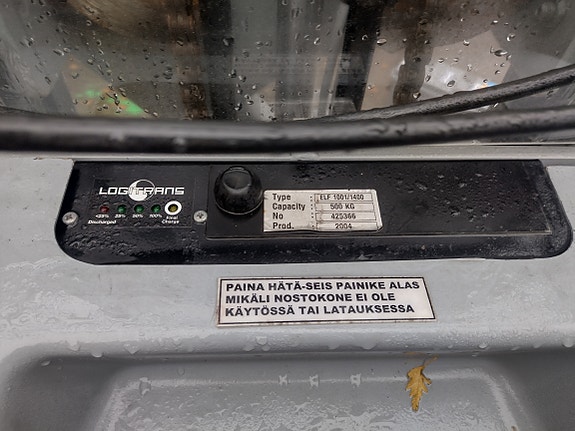 LOGITRANS
<25% 25% 50% 100% Final Charge
Discharged
Type : ELF 1001/1400
Capacity : 500 KG
No : 425366
Prod. : 2004
PAINA HÄTÄ-SEIS PAINIKE ALAS
MIKÄLI NOSTOKONE EI OLE
KÄYTÖSSÄ TAI LATAUKSESSA